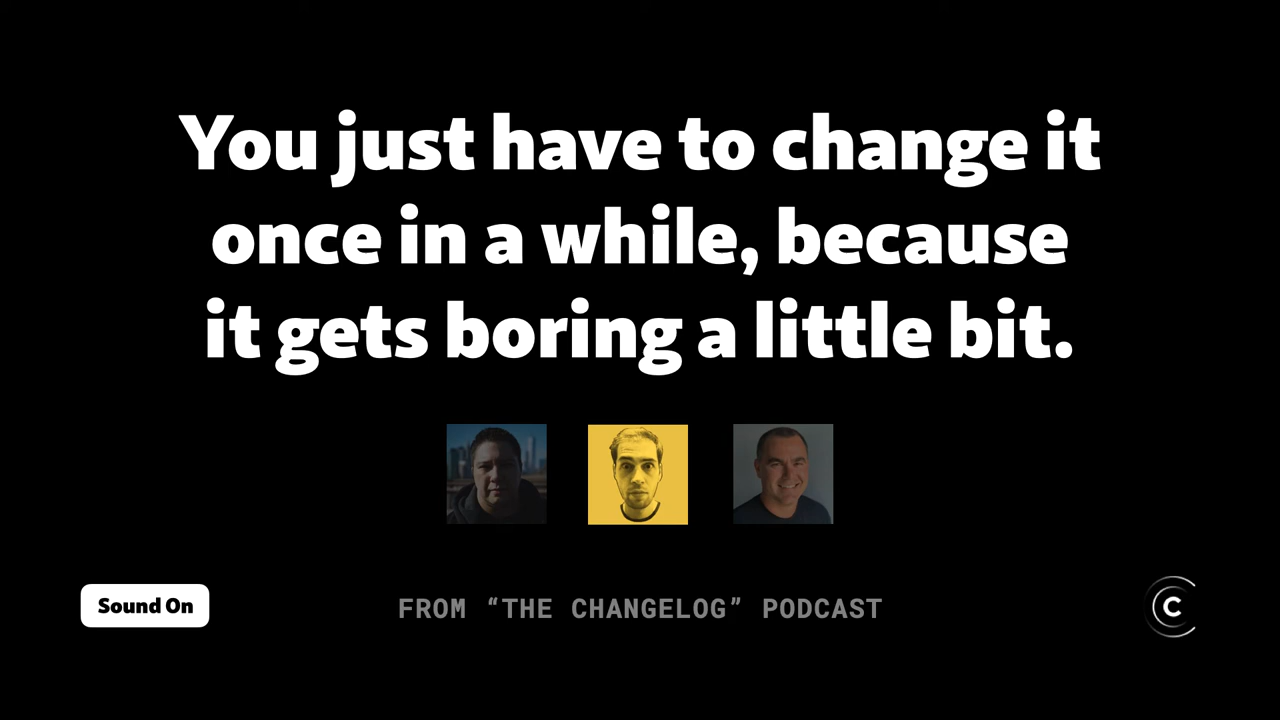 You just have to change it
once in a while, because
it gets boring a little bit.
Sound On
FROM “THE CHANGELOG” PODCAST
C